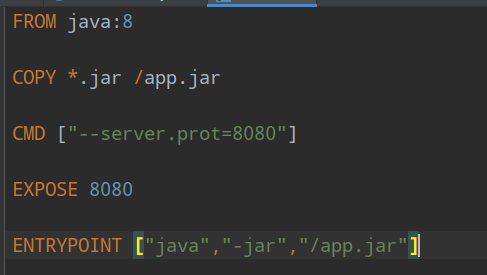 FROM java:8
COPY *.jar /app.jar
CMD ["--server.prot=8080"]
EXPOSE 8080
ENTRYPOINT ["java","-jar","/app.jar"]